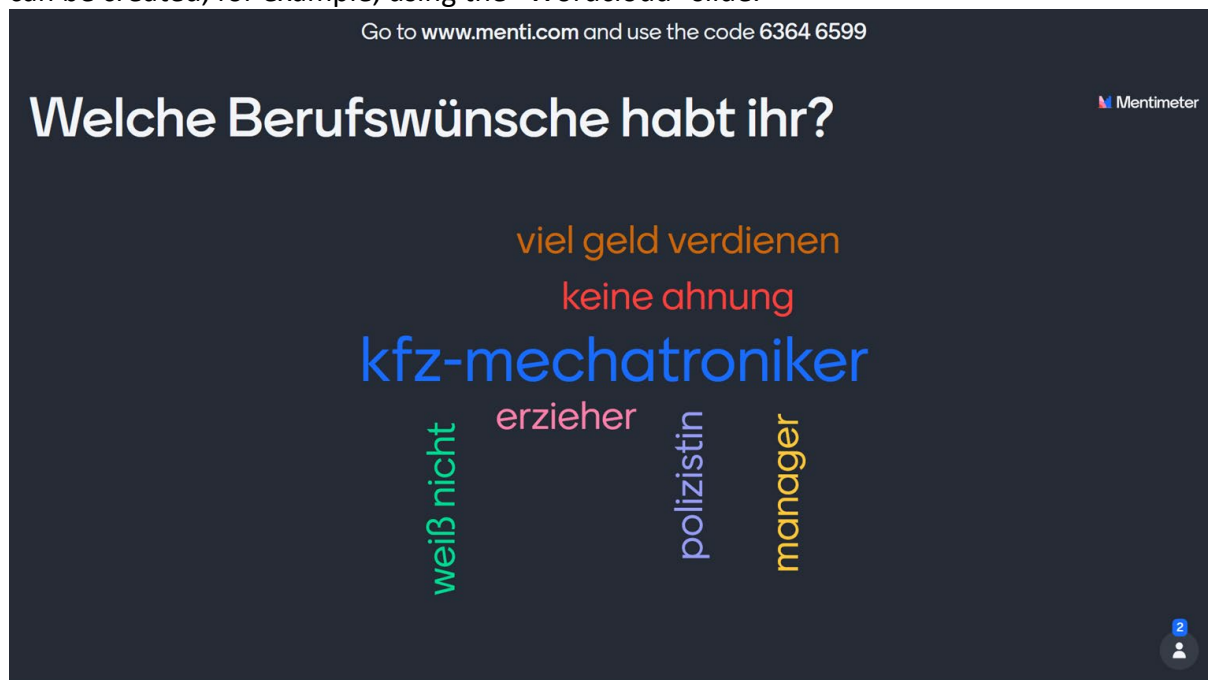 Go to www.menti.com and use the code 6364 6599
Welche Berufswünsche habt ihr?
Mentimeter
viel geld verdienen
keine ahnung
kfz-mechatroniker
erzieher
weiß nicht
polizistin
manager
2